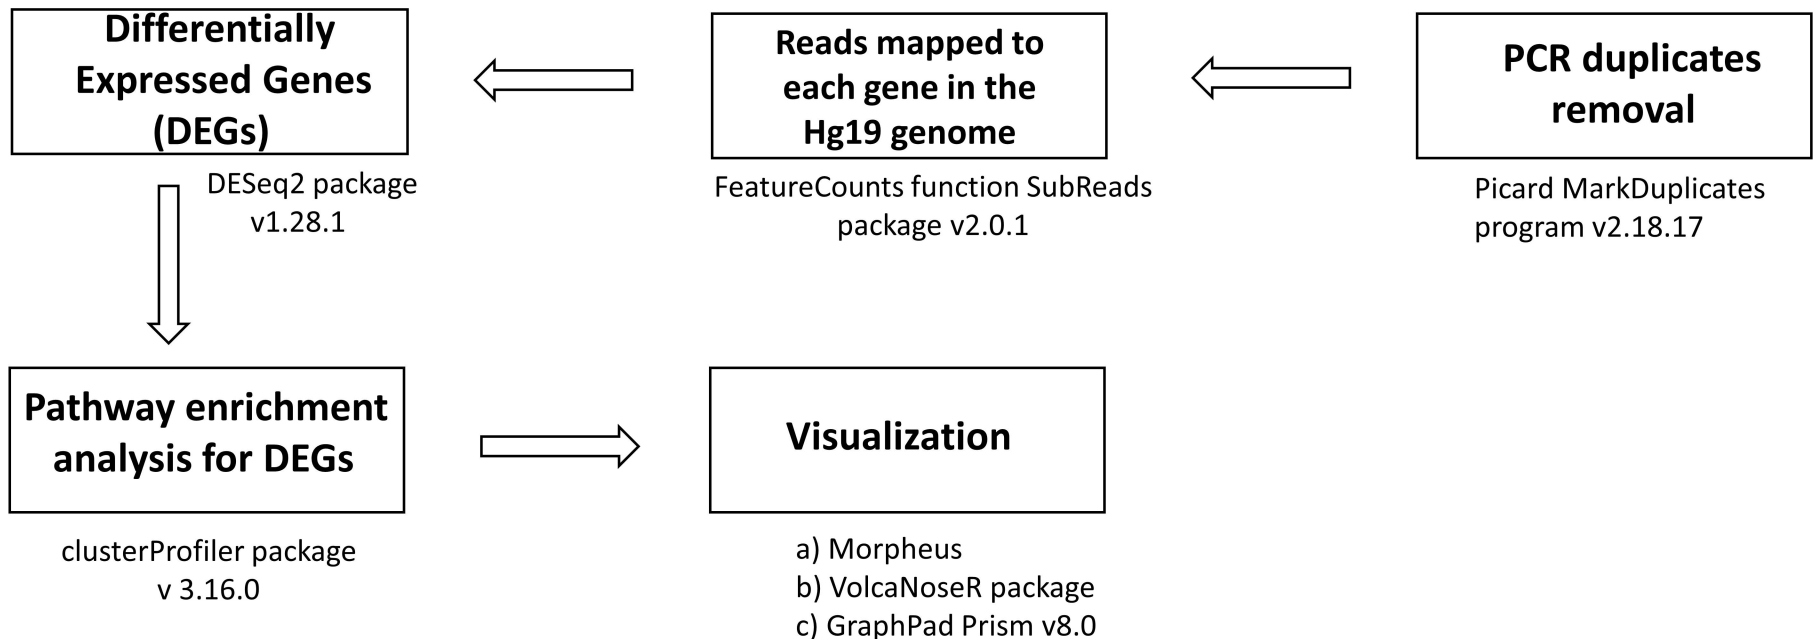 Differentially
Expressed Genes
(DEGs)
DESeq2 package
v1.28.1
Reads mapped to
each gene in the
Hg19 genome
FeatureCounts function SubReads
package v2.0.1
PCR duplicates
removal
Picard MarkDuplicates
program v2.18.17
Pathway enrichment
analysis for DEGs
clusterProfiler package
v 3.16.0
Visualization
a) Morpheus
b) VolcaNoseR package
c) GraphPad Prism v8.0